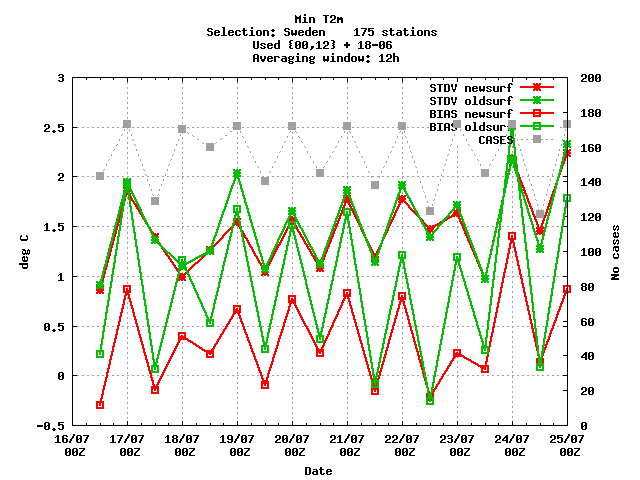 Min T2m
Selection: Sweden    175 stations
Used {00,12} + 18-06
Averaging window: 12h
STDV newsurf
STDV oldsurf
BIAS newsurf
BIAS oldsurf
CASES
3
2,5
2
1,5
1
0,5
0
-0,5
deg C
200
180
160
140
120
100
80
60
40
20
0
No cases
16/07 17/07 18/07 19/07 20/07 21/07 22/07 23/07 24/07 25/07
00Z 00Z 00Z 00Z 00Z 00Z 00Z 00Z 00Z 00Z
Date